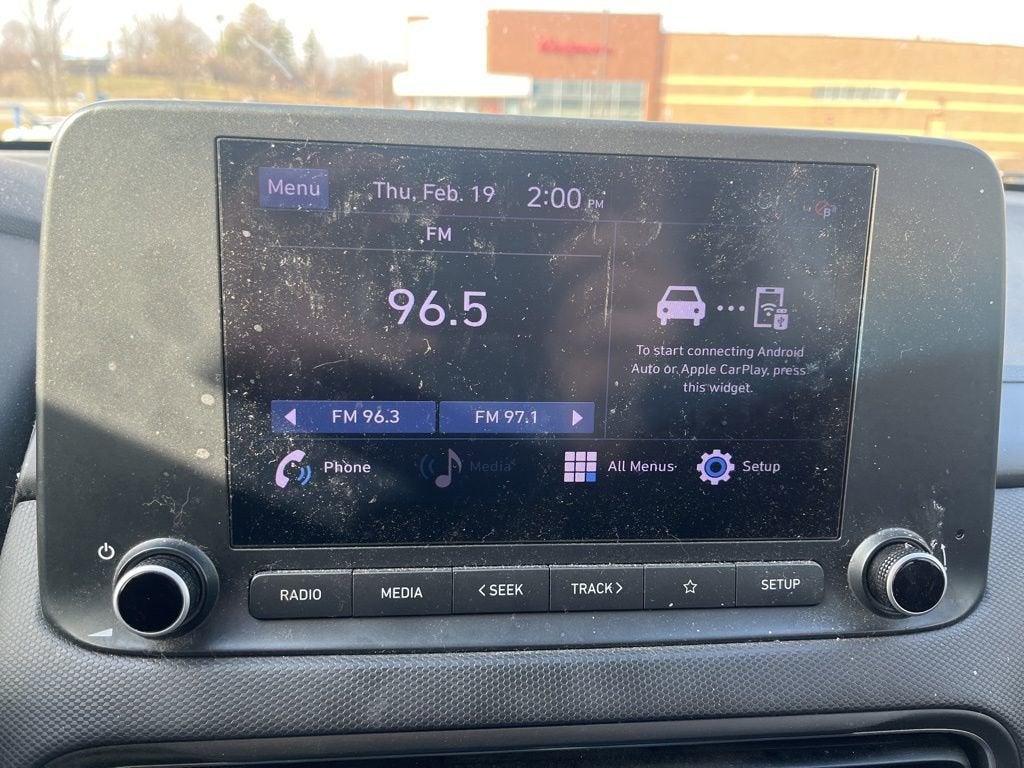 Menu
Thu, Feb. 19
2:00 PM
FM
96.5
FM 96.3
FM 97.1
To start connecting Android
Auto or Apple CarPlay, press
this widget.
Phone
Media
All Menus
Setup
RADIO
MEDIA
< SEEK
TRACK >
SETUP